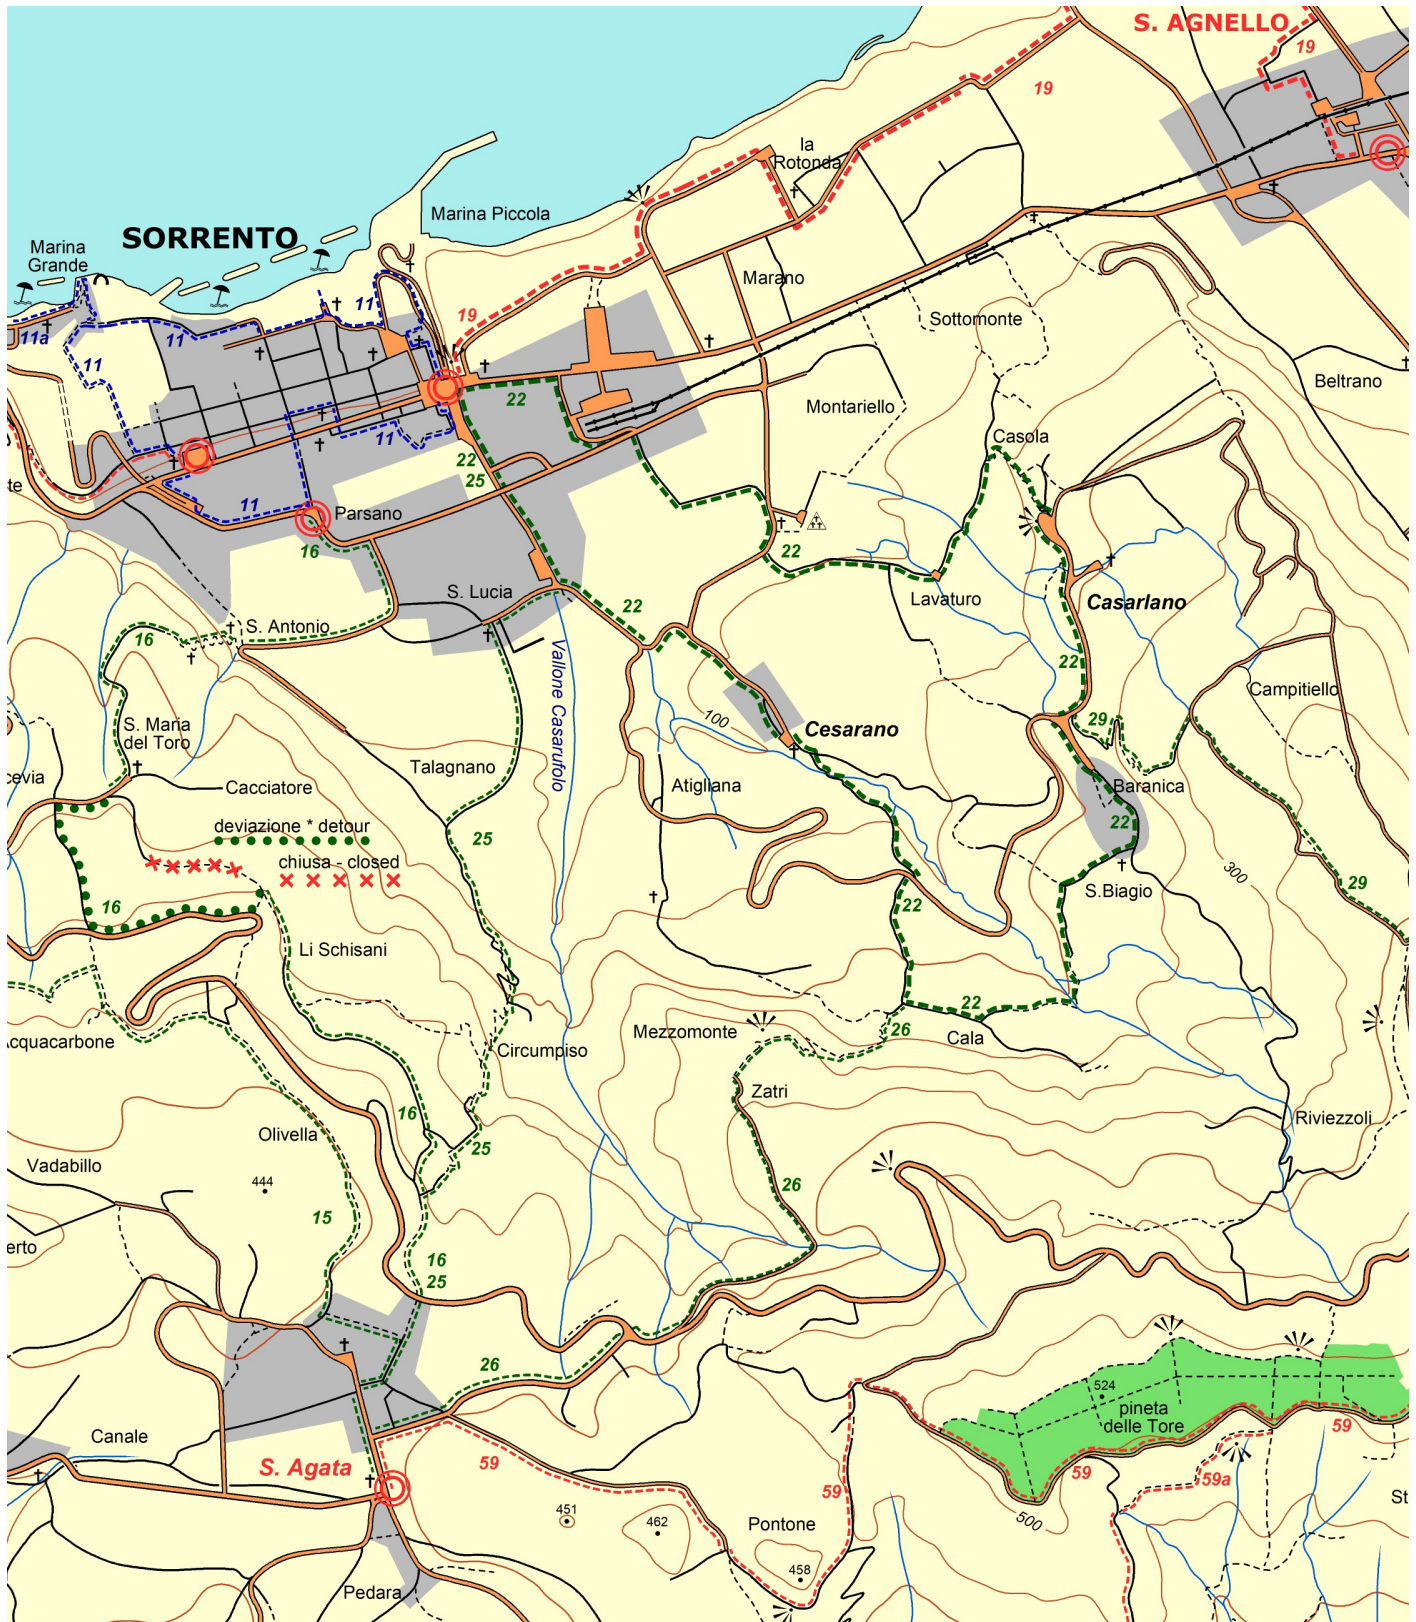 S. AGNELLO
19
19
la
Rotonda
Marina Piccola
SORRENTO
Marina
Grande
Marano
11
19
11a
11
11
Sottomonte
Beltrano
22
Montariello
11
Casola
22
25
11
Parsano
16
22
S. Lucia
Lavaturo
Casarlano
22
16
S. Antonio
Vallone Casarufolo
22
Campitiello
S. Maria
del Toro
100
Cesarano
29
Talagnano
cevia
Cacciatore
Atigliana
Baranica
22
deviazione * detour
25
chiusa - closed
300
29
S.Biagio
16
22
Li Schisani
22
Mezzomonte
26
Cala
cquacarbone
Circumpiso
Zatri
16
Riviezzoli
Olivella
25
Vadabillo
444
26
15
erto
16
25
26
524
pineta
delle Tore
Canale
59
S. Agata
59
59
59a
59
St
451
462
Pontone
500
458
Pedara